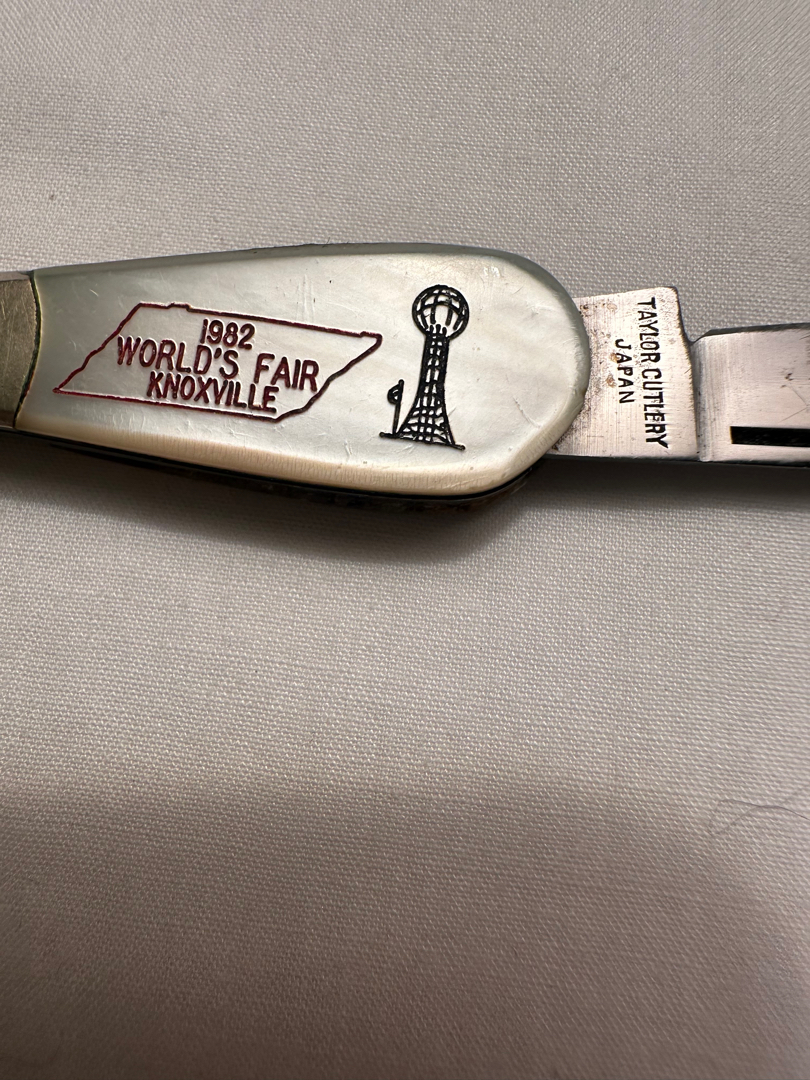 1982
WORLD'S FAIR
KNOXVILLE
TAYLOR CUTLERY
JAPAN